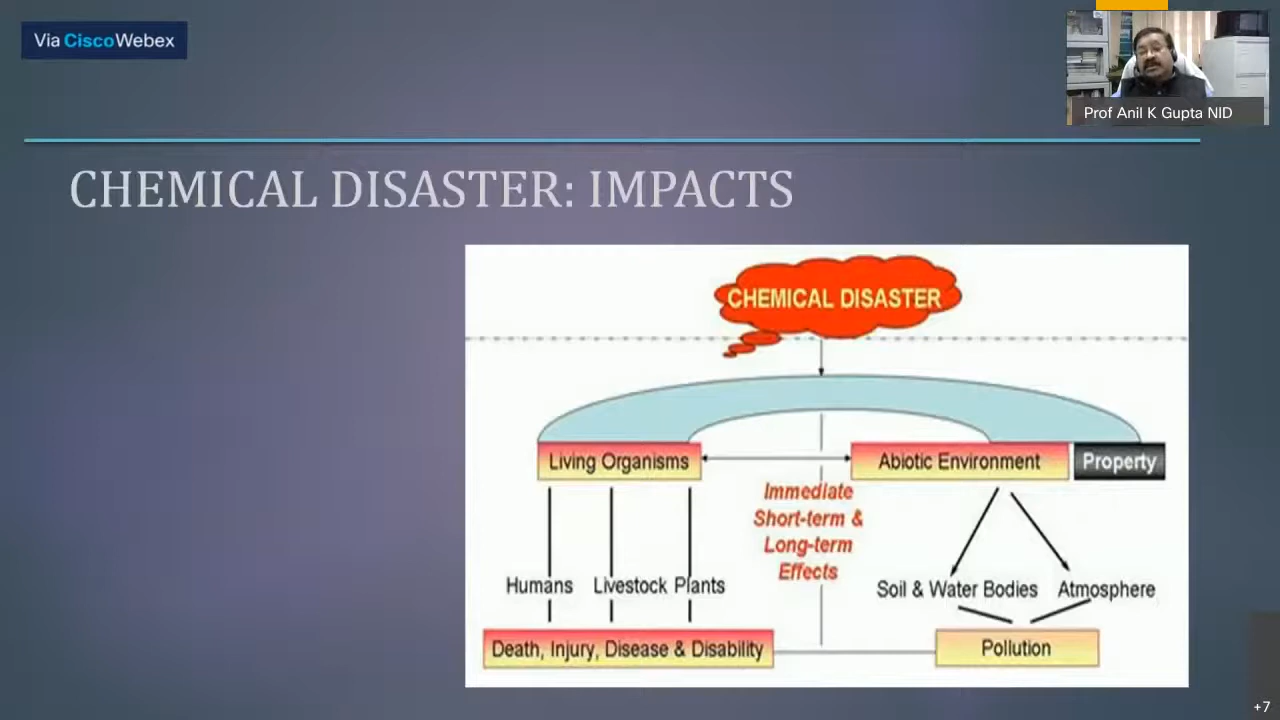 Via CiscoWebex
Prof Anil K Gupta NID
CHEMICAL DISASTER: IMPACTS
CHEMICAL DISASTER
Living Organisms
Abiotic Environment
Property
Immediate
Short-term &
Long-term
Effects
Humans
Livestock
Plants
Soil & Water Bodies
Atmosphere
Death, Injury, Disease & Disability
Pollution
+7